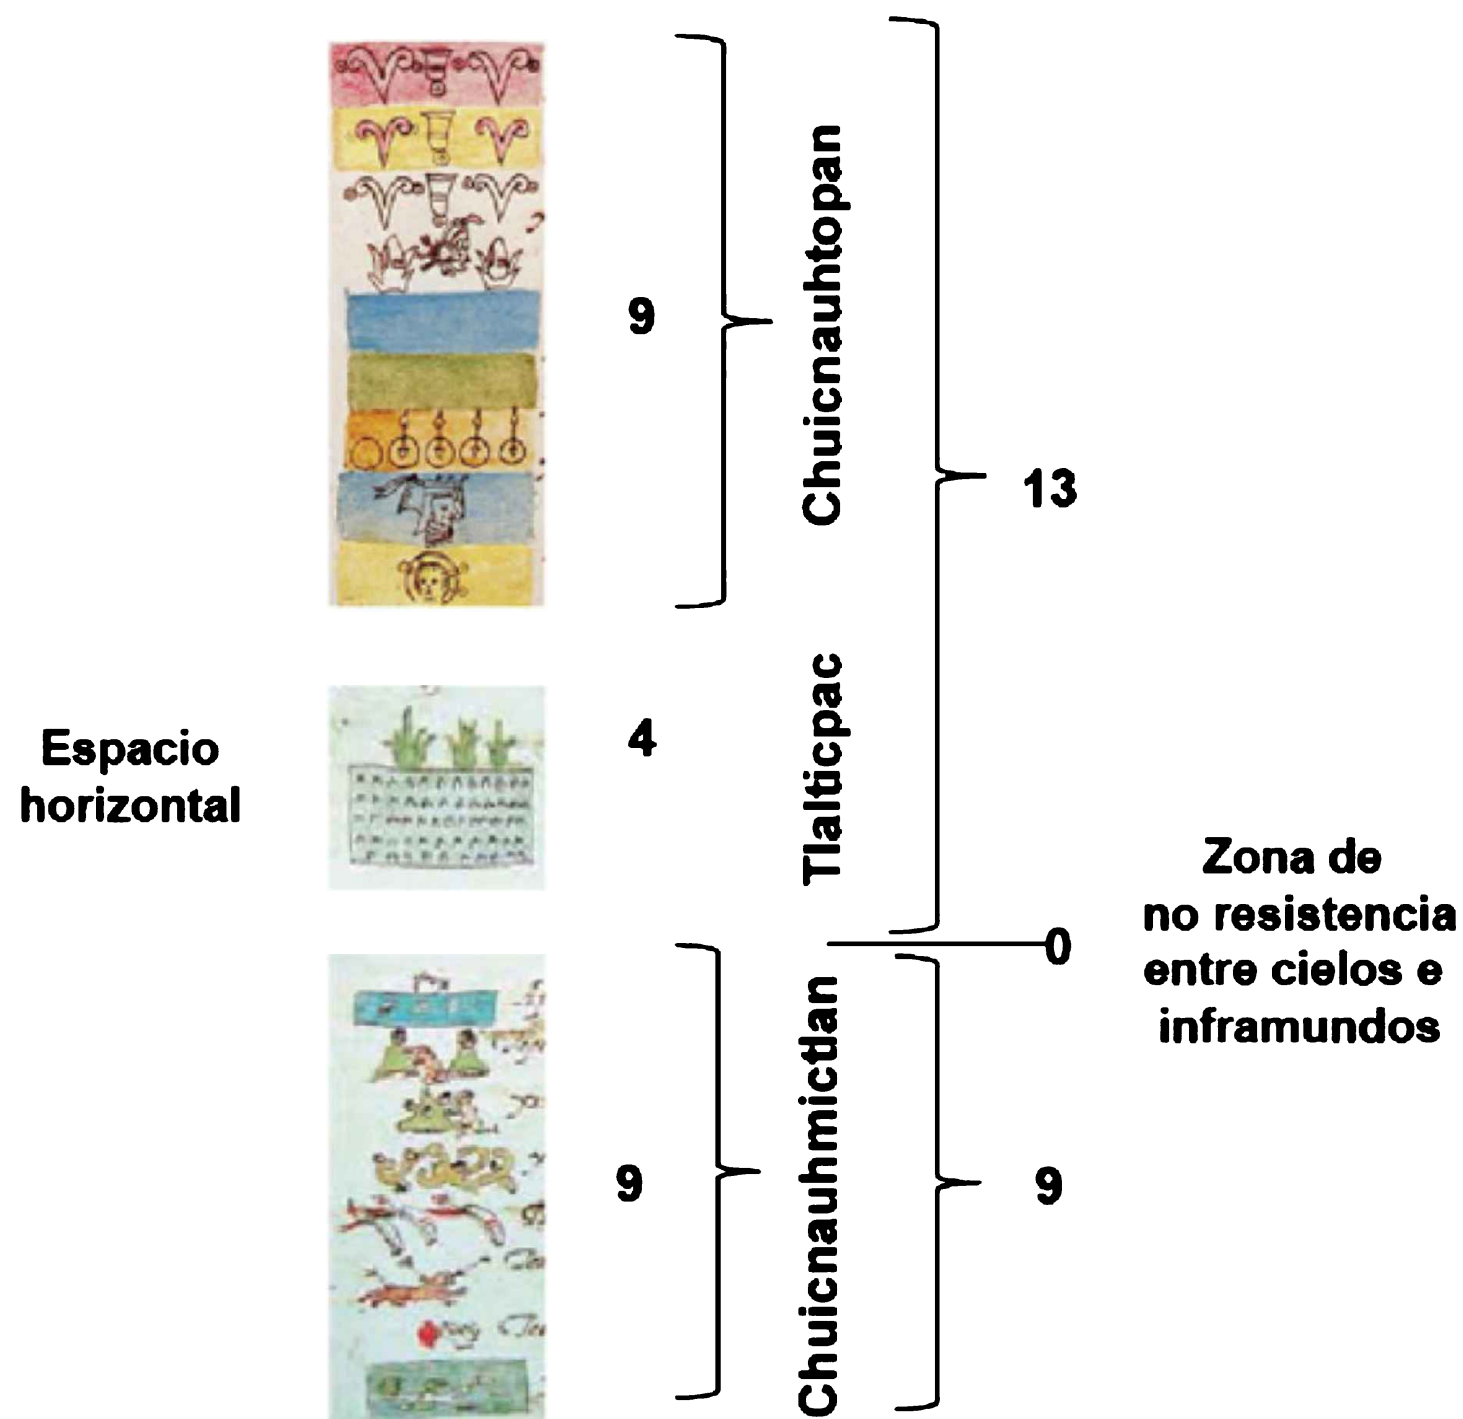 9
Chuicnauhtopan
13
Espacio
horizontal
4
Tlalticpac
0
Zona de
no resistencia
entre cielos e
inframundos
9
Chuicnauhmictlan
9